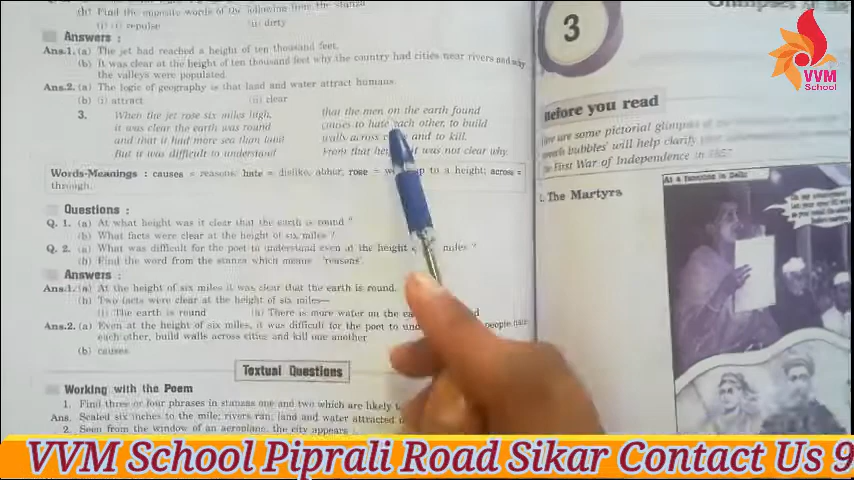 (b) Find the opposite words of the following from the stanza
(i) repulse (ii) dirty
Answers :
Ans.1. (a) The jet had reached a height of ten thousand feet.
(b) It was clear at the height of ten thousand feet why the country had cities near rivers and why
the valleys were populated.
Ans.2. (a) The logic of geography is that land and water attract humans.
(b) (i) attract (ii) clear
3. When the jet rose six miles high,
it was clear the earth was round
and that it had more sea than land
But it was difficult to understand
that the men on the earth found
causes to hate each other, to build
walls across and to kill.
From that it was not clear why.
Words-Meanings : causes = reasons; hate = dislike, abhor, rose = up to a height; across =
through.
Questions :
Q. 1. (a) At what height was it clear that the earth is round ?
(b) What facts were clear at the height of six miles ?
Q. 2. (a) What was difficult for the poet to understand even at the height miles ?
(b) Find the word from the stanza which means 'reasons'.
Answers :
Ans.1. (a) At the height of six miles it was clear that the earth is round.
(b) Two facts were clear at the height of six miles—
(i) The earth is round (ii) There is more water on the
Ans.2. (a) Even at the height of six miles, it was difficult for the poet to people hate
each other, build walls across cities and kill one another
(b) causes
Textual Questions
Working with the Poem
1. Find three or four phrases in stanzas one and two which are likely
Ans. Scaled six inches to the mile; rivers ran; land and water attracted
2. Seen from the window of an aeroplane, the city appears
3
Glimpses of
Before you read
are some pictorial glimpses
bubbles' will help clarify
First War of Independence in 1857
1. The Martyrs
At a function in Delhi
VVM
SCHOOL
VVM School Piprali Road Sikar Contact Us 9